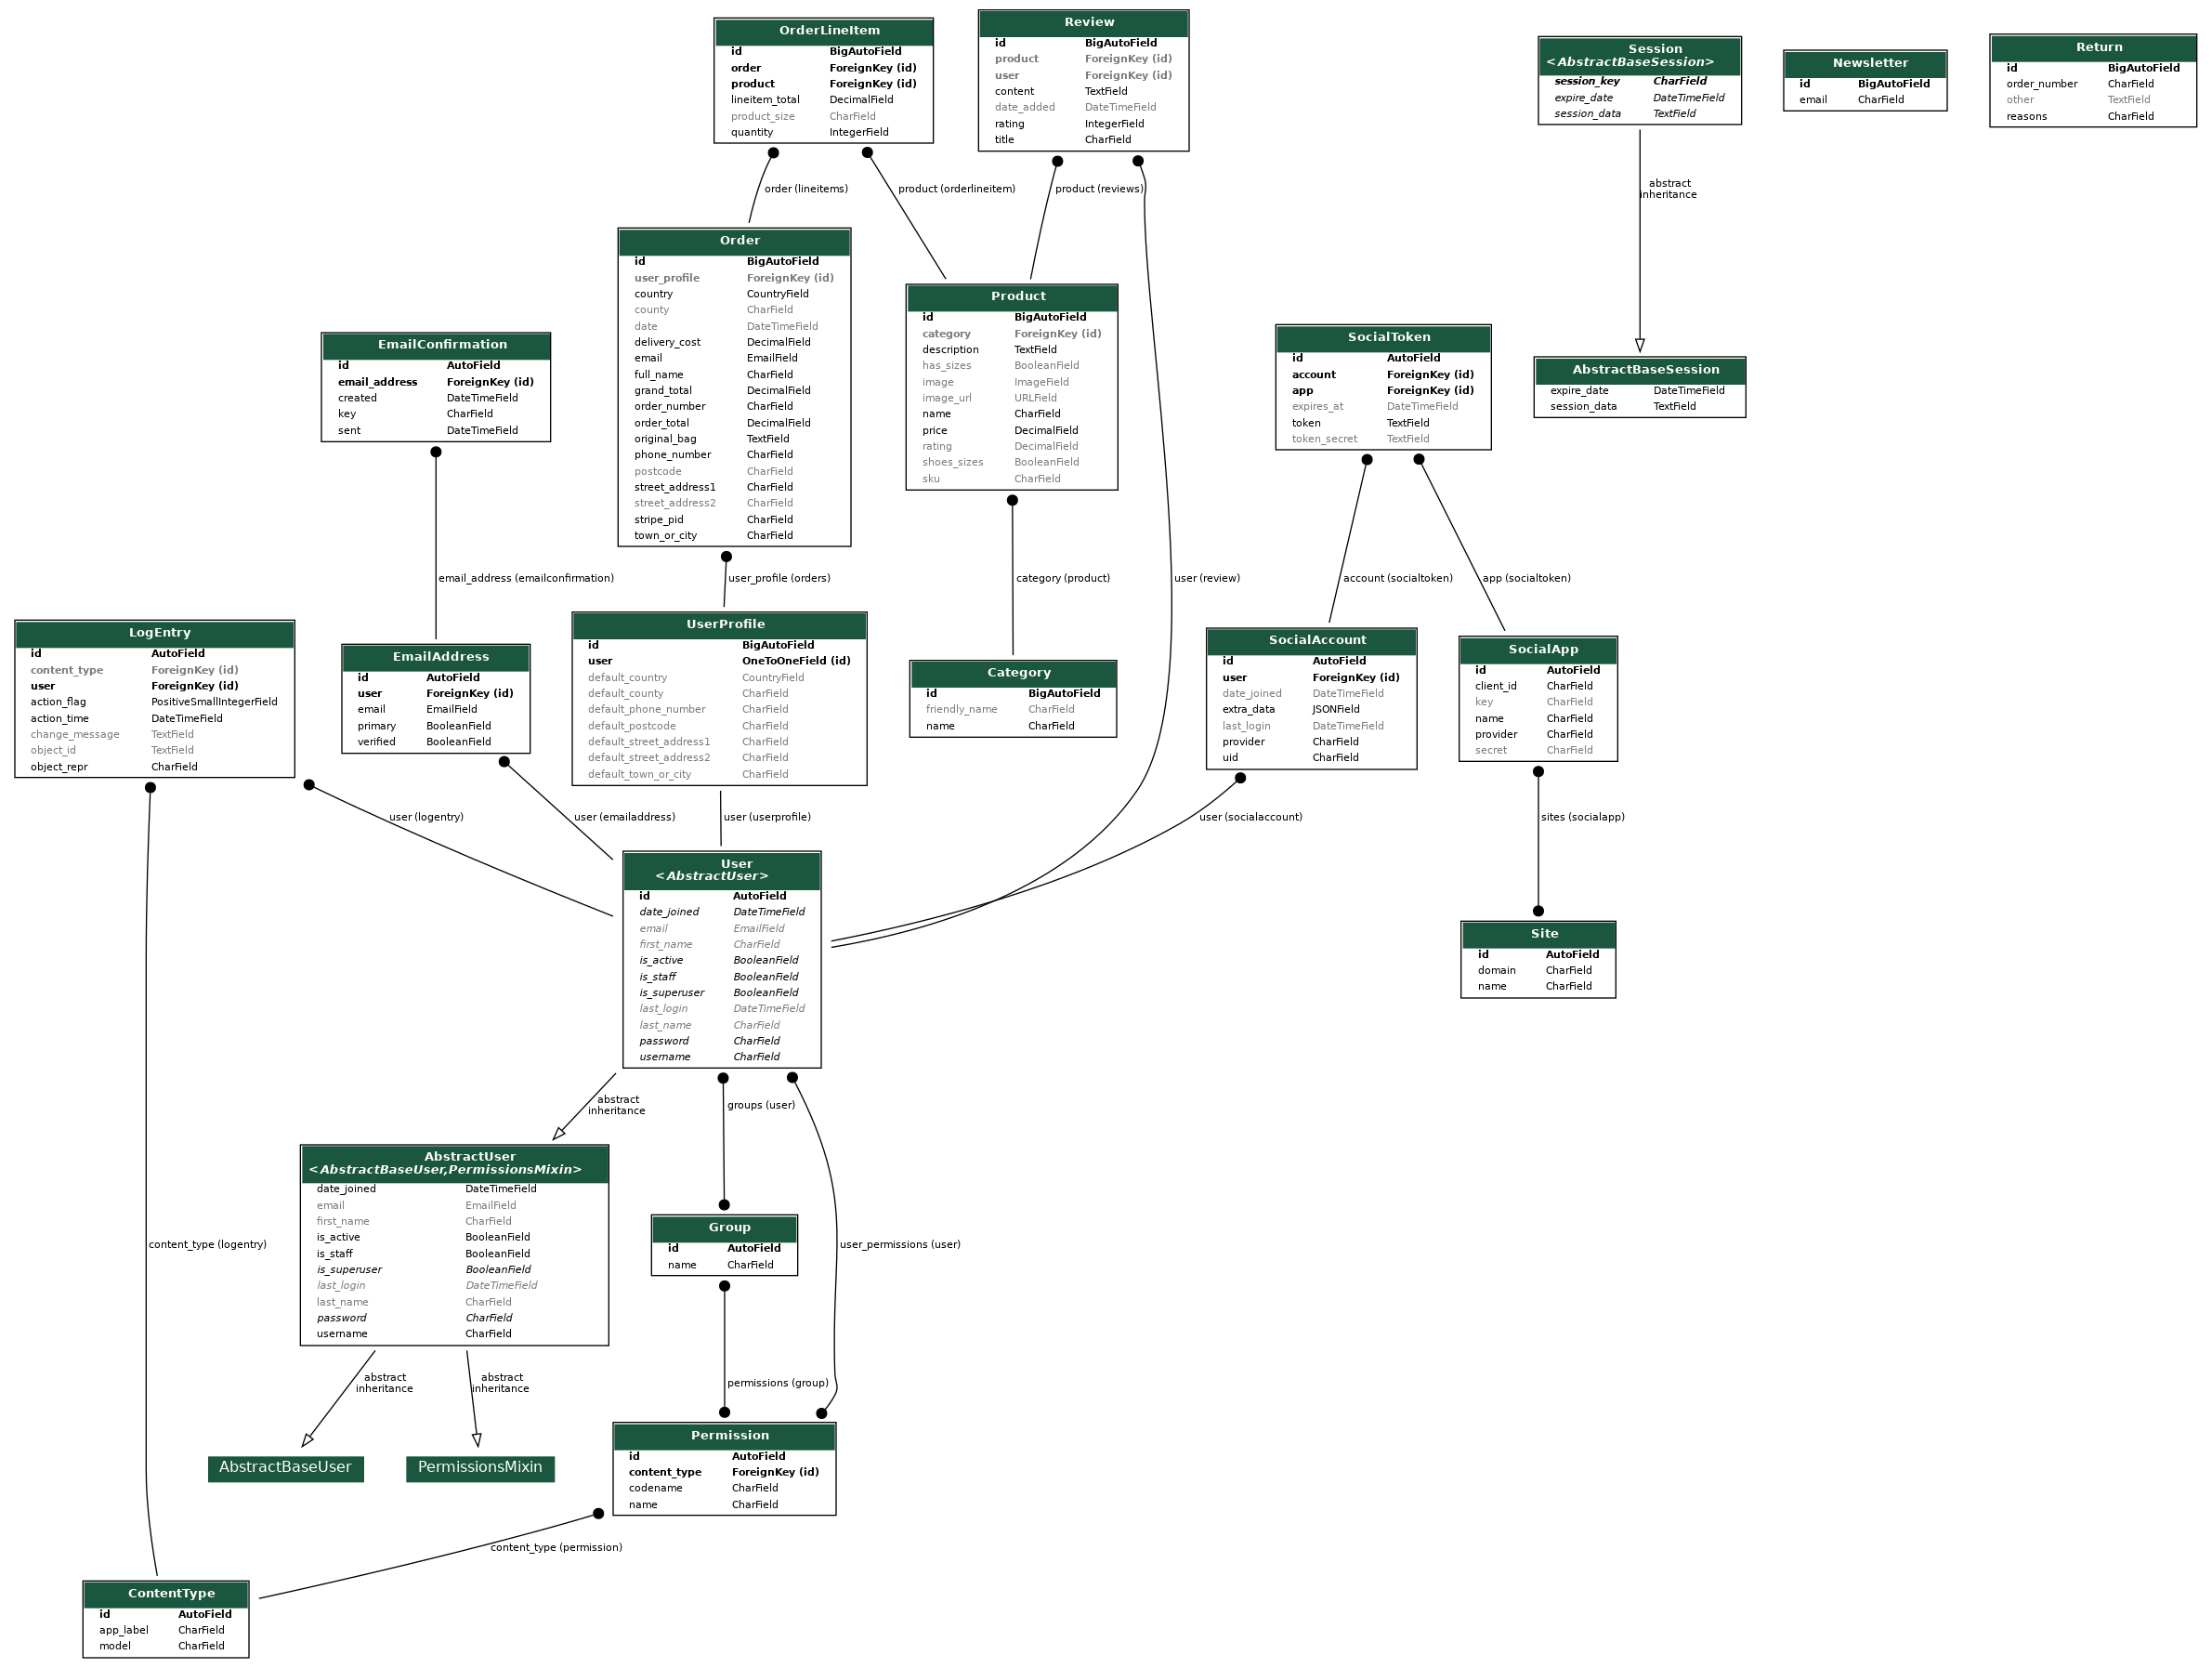 OrderLineItem
id BigAutoField
order ForeignKey (id)
product ForeignKey (id)
lineitem_total DecimalField
product_size CharField
quantity IntegerField
Review
id BigAutoField
product ForeignKey (id)
user ForeignKey (id)
content TextField
date_added DateTimeField
rating IntegerField
title CharField
Session
<AbstractBaseSession>
session_key CharField
expire_date DateTimeField
session_data TextField
Newsletter
id BigAutoField
email CharField
Return
id BigAutoField
order_number CharField
other TextField
reasons CharField
order (lineitems)
product (orderlineitem)
product (reviews)
abstract
inheritance
Order
id BigAutoField
user_profile ForeignKey (id)
country CountryField
county CharField
date DateTimeField
delivery_cost DecimalField
email EmailField
full_name CharField
grand_total DecimalField
order_number CharField
order_total DecimalField
original_bag TextField
phone_number CharField
postcode CharField
street_address1 CharField
street_address2 CharField
stripe_pid CharField
town_or_city CharField
Product
id BigAutoField
category ForeignKey (id)
description TextField
has_sizes BooleanField
image ImageField
image_url URLField
name CharField
price DecimalField
rating DecimalField
shoes_sizes BooleanField
sku CharField
EmailConfirmation
id AutoField
email_address ForeignKey (id)
created DateTimeField
key CharField
sent DateTimeField
SocialToken
id AutoField
account ForeignKey (id)
app ForeignKey (id)
expires_at DateTimeField
token TextField
token_secret TextField
AbstractBaseSession
expire_date DateTimeField
session_data TextField
email_address (emailconfirmation)
user_profile (orders)
category (product)
user (review)
account (socialtoken)
app (socialtoken)
LogEntry
id AutoField
content_type ForeignKey (id)
user ForeignKey (id)
action_flag PositiveSmallIntegerField
action_time DateTimeField
change_message TextField
object_id TextField
object_repr CharField
EmailAddress
id AutoField
user ForeignKey (id)
email EmailField
primary BooleanField
verified BooleanField
UserProfile
id BigAutoField
user OneToOneField (id)
default_country CountryField
default_county CharField
default_phone_number CharField
default_postcode CharField
default_street_address1 CharField
default_street_address2 CharField
default_town_or_city CharField
Category
id BigAutoField
friendly_name CharField
name CharField
SocialAccount
id AutoField
user ForeignKey (id)
date_joined DateTimeField
extra_data JSONField
last_login DateTimeField
provider CharField
uid CharField
SocialApp
id AutoField
client_id CharField
key CharField
name CharField
provider CharField
secret CharField
user (logentry)
user (emailaddress)
user (userprofile)
user (socialaccount)
sites (socialapp)
User
<AbstractUser>
id AutoField
date_joined DateTimeField
email EmailField
first_name CharField
is_active BooleanField
is_staff BooleanField
is_superuser BooleanField
last_login DateTimeField
last_name CharField
password CharField
username CharField
Site
id AutoField
domain CharField
name CharField
abstract
inheritance
groups (user)
AbstractUser
<AbstractBaseUser,PermissionsMixin>
date_joined DateTimeField
email EmailField
first_name CharField
is_active BooleanField
is_staff BooleanField
is_superuser BooleanField
last_login DateTimeField
last_name CharField
password CharField
username CharField
Group
id AutoField
name CharField
content_type (logentry)
user_permissions (user)
abstract
inheritance
abstract
inheritance
permissions (group)
AbstractBaseUser
PermissionsMixin
Permission
id AutoField
content_type ForeignKey (id)
codename CharField
name CharField
content_type (permission)
ContentType
id AutoField
app_label CharField
model CharField